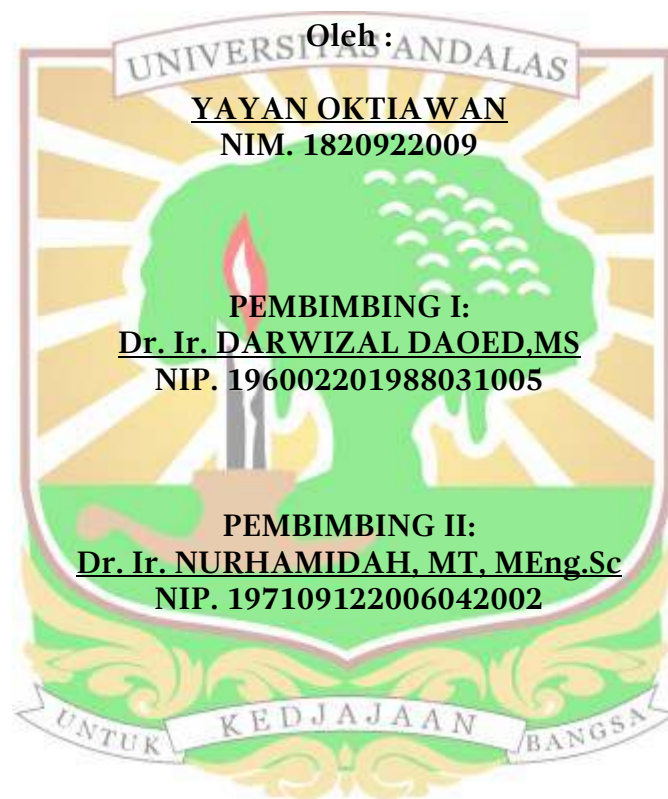 Oleh :
UNIVERSITAS ANDALAS
YAYAN OKTIAWAN
NIM. 1820922009
PEMBIMBING I:
Dr. Ir. DARWIZAL DAOED,MS
NIP. 196002201988031005
PEMBIMBING II:
Dr. Ir. NURHAMIDAH, MT, MEng.Sc
NIP. 197109122006042002
UNTUK KEDJAJAAN BANGSA